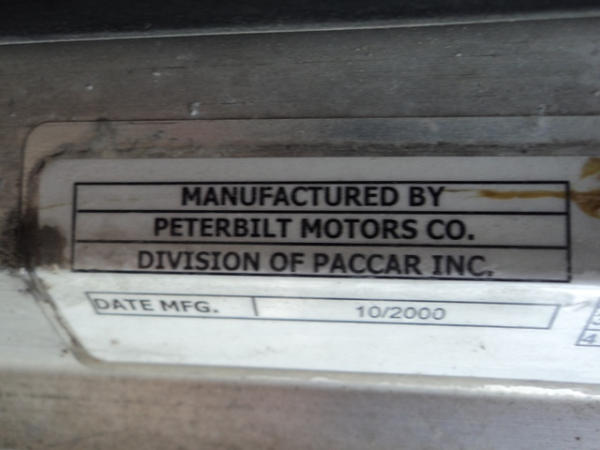 MANUFACTURED BY
PETERBILT MOTORS CO.
DIVISION OF PACCAR INC.
DATE MFG. 10/2000